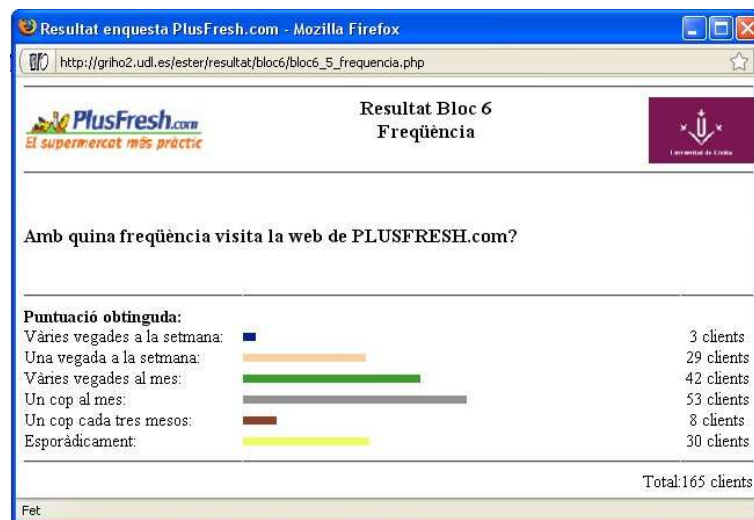 Resultat enquesta PlusFresh.com - Mozilla Firefox
http://griho2.udl.es/ester/resultat/bloc6/bloc6_5_frequencia.php
PlusFresh.com
El supermercat més pràctic
Resultat Bloc 6
Freqüència
Universitat de Lleida
Amb quina freqüència visita la web de PLUSFRESH.com?
Puntuació obtinguda:
Vàries vegades a la setmana: 3 clients
Una vegada a la setmana: 29 clients
Vàries vegades al mes: 42 clients
Un cop al mes: 53 clients
Un cop cada tres mesos: 8 clients
Esporàdicament: 30 clients
Total:165 clients
Fet